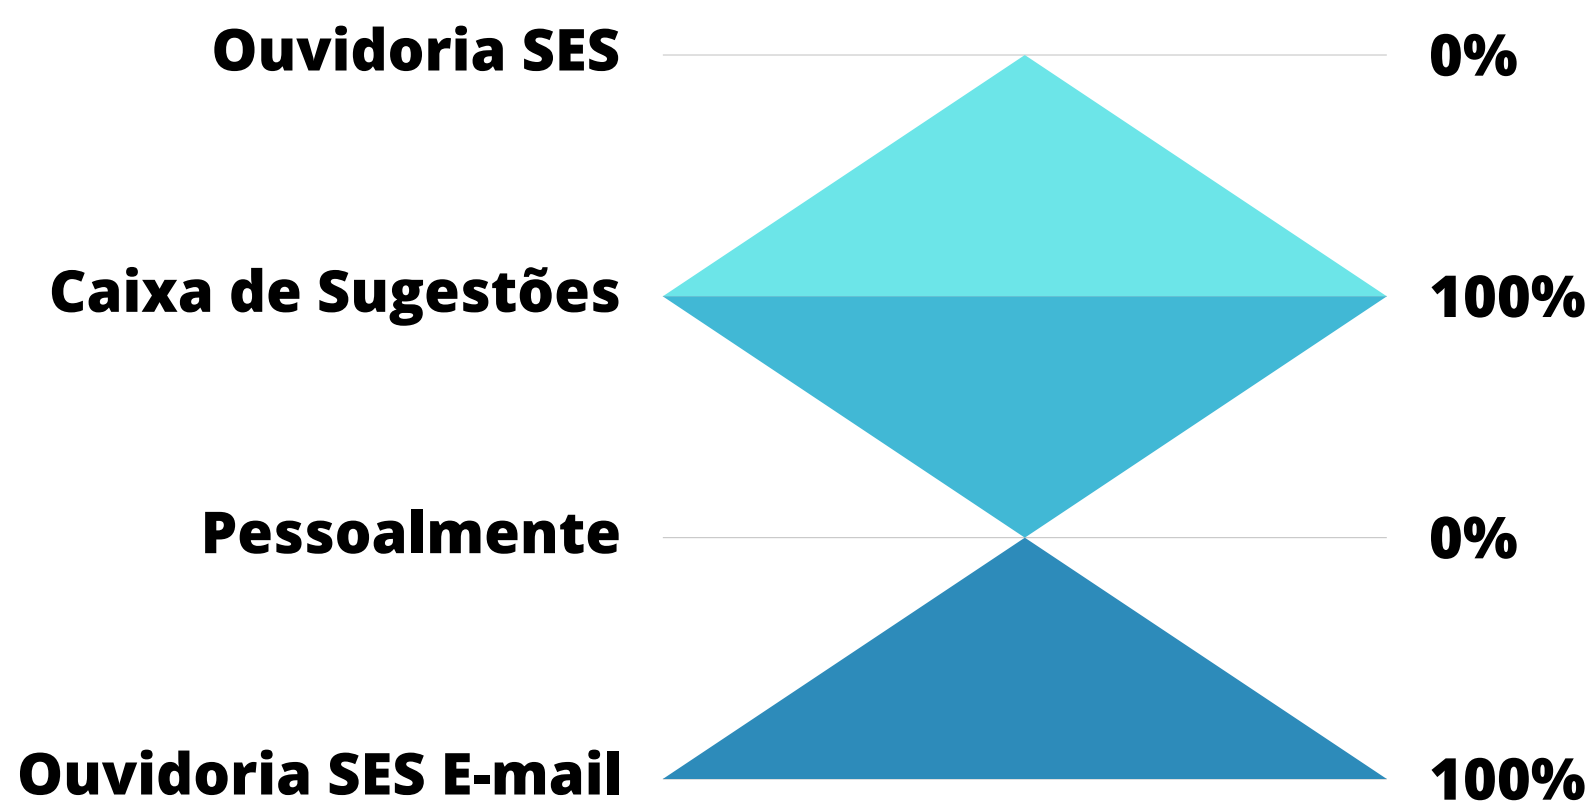 Ouvidoria SES 0%
Caixa de Sugestões 100%
Pessoalmente 0%
Ouvidoria SES E-mail 100%